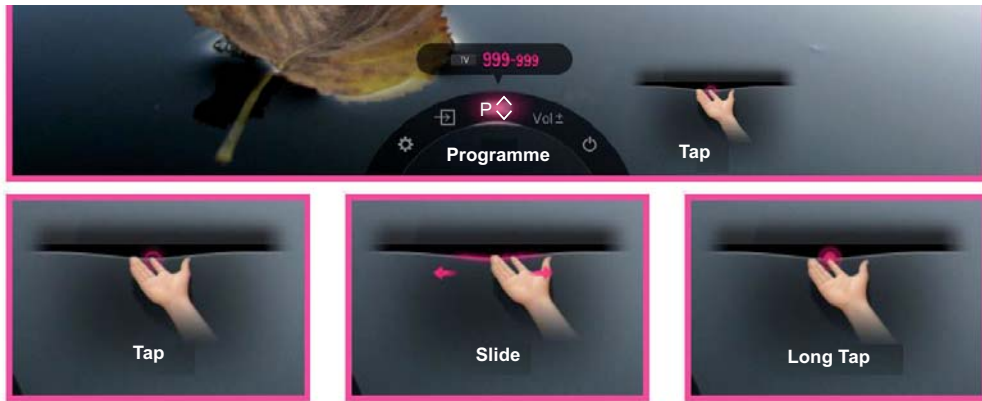 TV 999-999
P
Vol ±
Programme
Tap
Tap
Slide
Long Tap